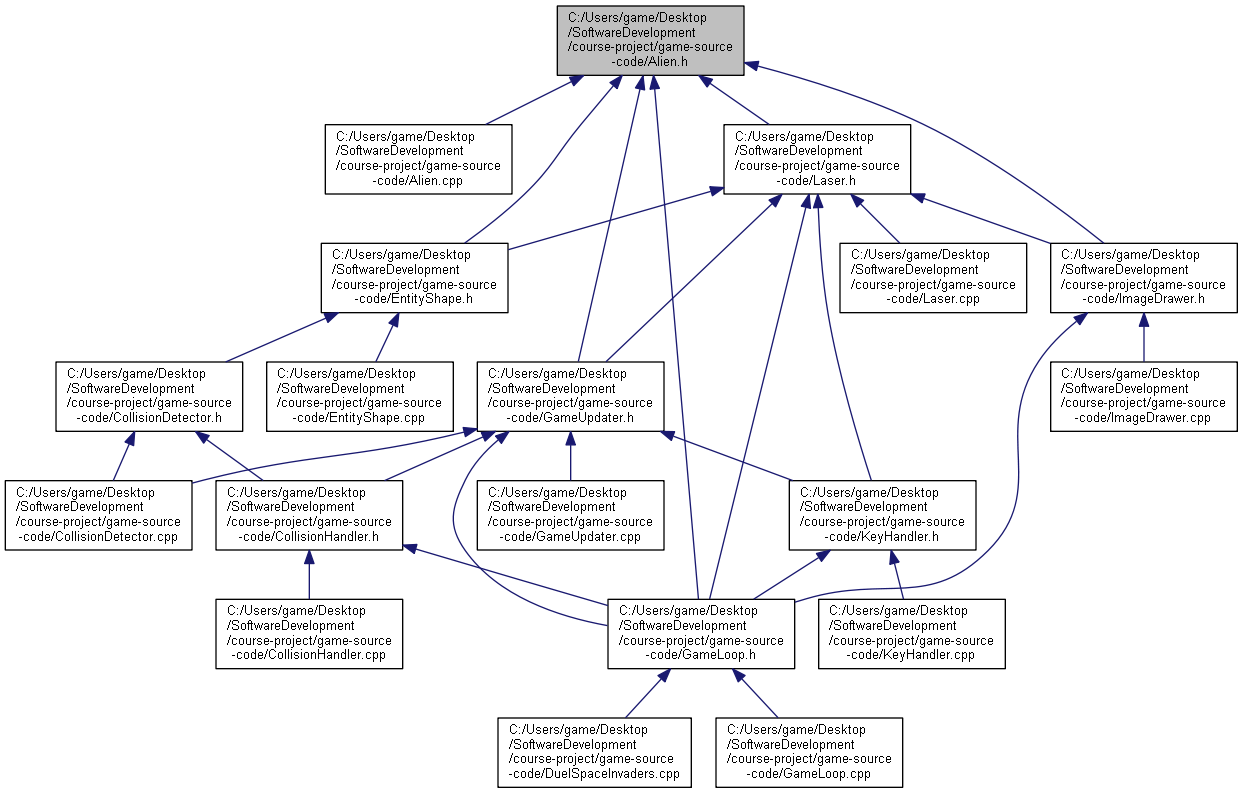 C:/Users/game/Desktop
/SoftwareDevelopment
/course-project/game-source
-code/Alien.h
C:/Users/game/Desktop
/SoftwareDevelopment
/course-project/game-source
-code/Alien.cpp
C:/Users/game/Desktop
/SoftwareDevelopment
/course-project/game-source
-code/Laser.h
C:/Users/game/Desktop
/SoftwareDevelopment
/course-project/game-source
-code/EntityShape.h
C:/Users/game/Desktop
/SoftwareDevelopment
/course-project/game-source
-code/Laser.cpp
C:/Users/game/Desktop
/SoftwareDevelopment
/course-project/game-source
-code/ImageDrawer.h
C:/Users/game/Desktop
/SoftwareDevelopment
/course-project/game-source
-code/CollisionDetector.h
C:/Users/game/Desktop
/SoftwareDevelopment
/course-project/game-source
-code/EntityShape.cpp
C:/Users/game/Desktop
/SoftwareDevelopment
/course-project/game-source
-code/GameUpdater.h
C:/Users/game/Desktop
/SoftwareDevelopment
/course-project/game-source
-code/ImageDrawer.cpp
C:/Users/game/Desktop
/SoftwareDevelopment
/course-project/game-source
-code/CollisionDetector.cpp
C:/Users/game/Desktop
/SoftwareDevelopment
/course-project/game-source
-code/CollisionHandler.h
C:/Users/game/Desktop
/SoftwareDevelopment
/course-project/game-source
-code/GameUpdater.cpp
C:/Users/game/Desktop
/SoftwareDevelopment
/course-project/game-source
-code/KeyHandler.h
C:/Users/game/Desktop
/SoftwareDevelopment
/course-project/game-source
-code/CollisionHandler.cpp
C:/Users/game/Desktop
/SoftwareDevelopment
/course-project/game-source
-code/GameLoop.h
C:/Users/game/Desktop
/SoftwareDevelopment
/course-project/game-source
-code/KeyHandler.cpp
C:/Users/game/Desktop
/SoftwareDevelopment
/course-project/game-source
-code/DuelSpaceInvaders.cpp
C:/Users/game/Desktop
/SoftwareDevelopment
/course-project/game-source
-code/GameLoop.cpp